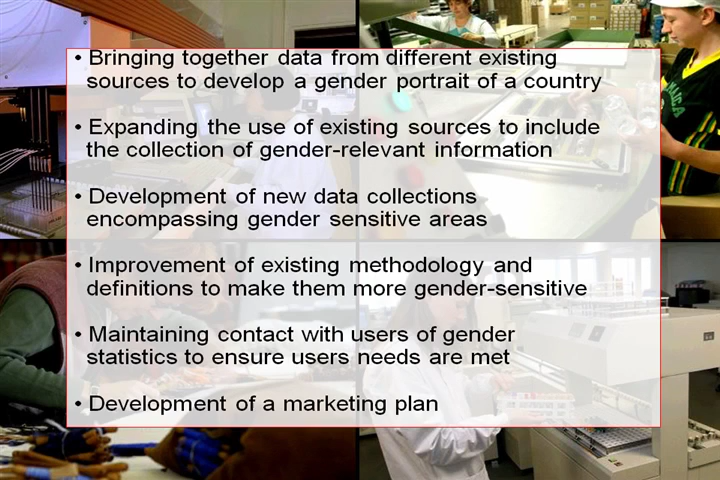 • Bringing together data from different existing
sources to develop a gender portrait of a country
• Expanding the use of existing sources to include
the collection of gender-relevant information
• Development of new data collections
encompassing gender sensitive areas
• Improvement of existing methodology and
definitions to make them more gender-sensitive
• Maintaining contact with users of gender
statistics to ensure users needs are met
• Development of a marketing plan